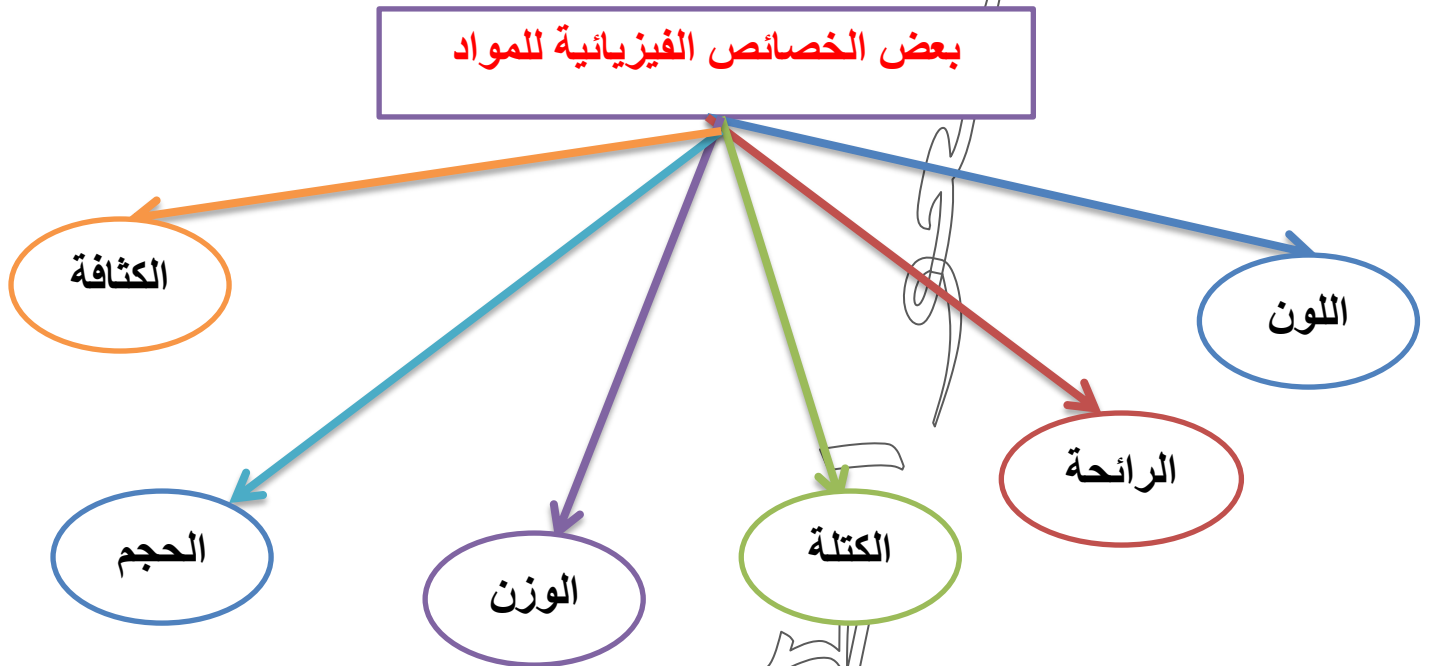 بعض الخصائص الفيزيائية للمواد
اللون
الرائحة
الكتلة
الوزن
الحجم
الكثافة